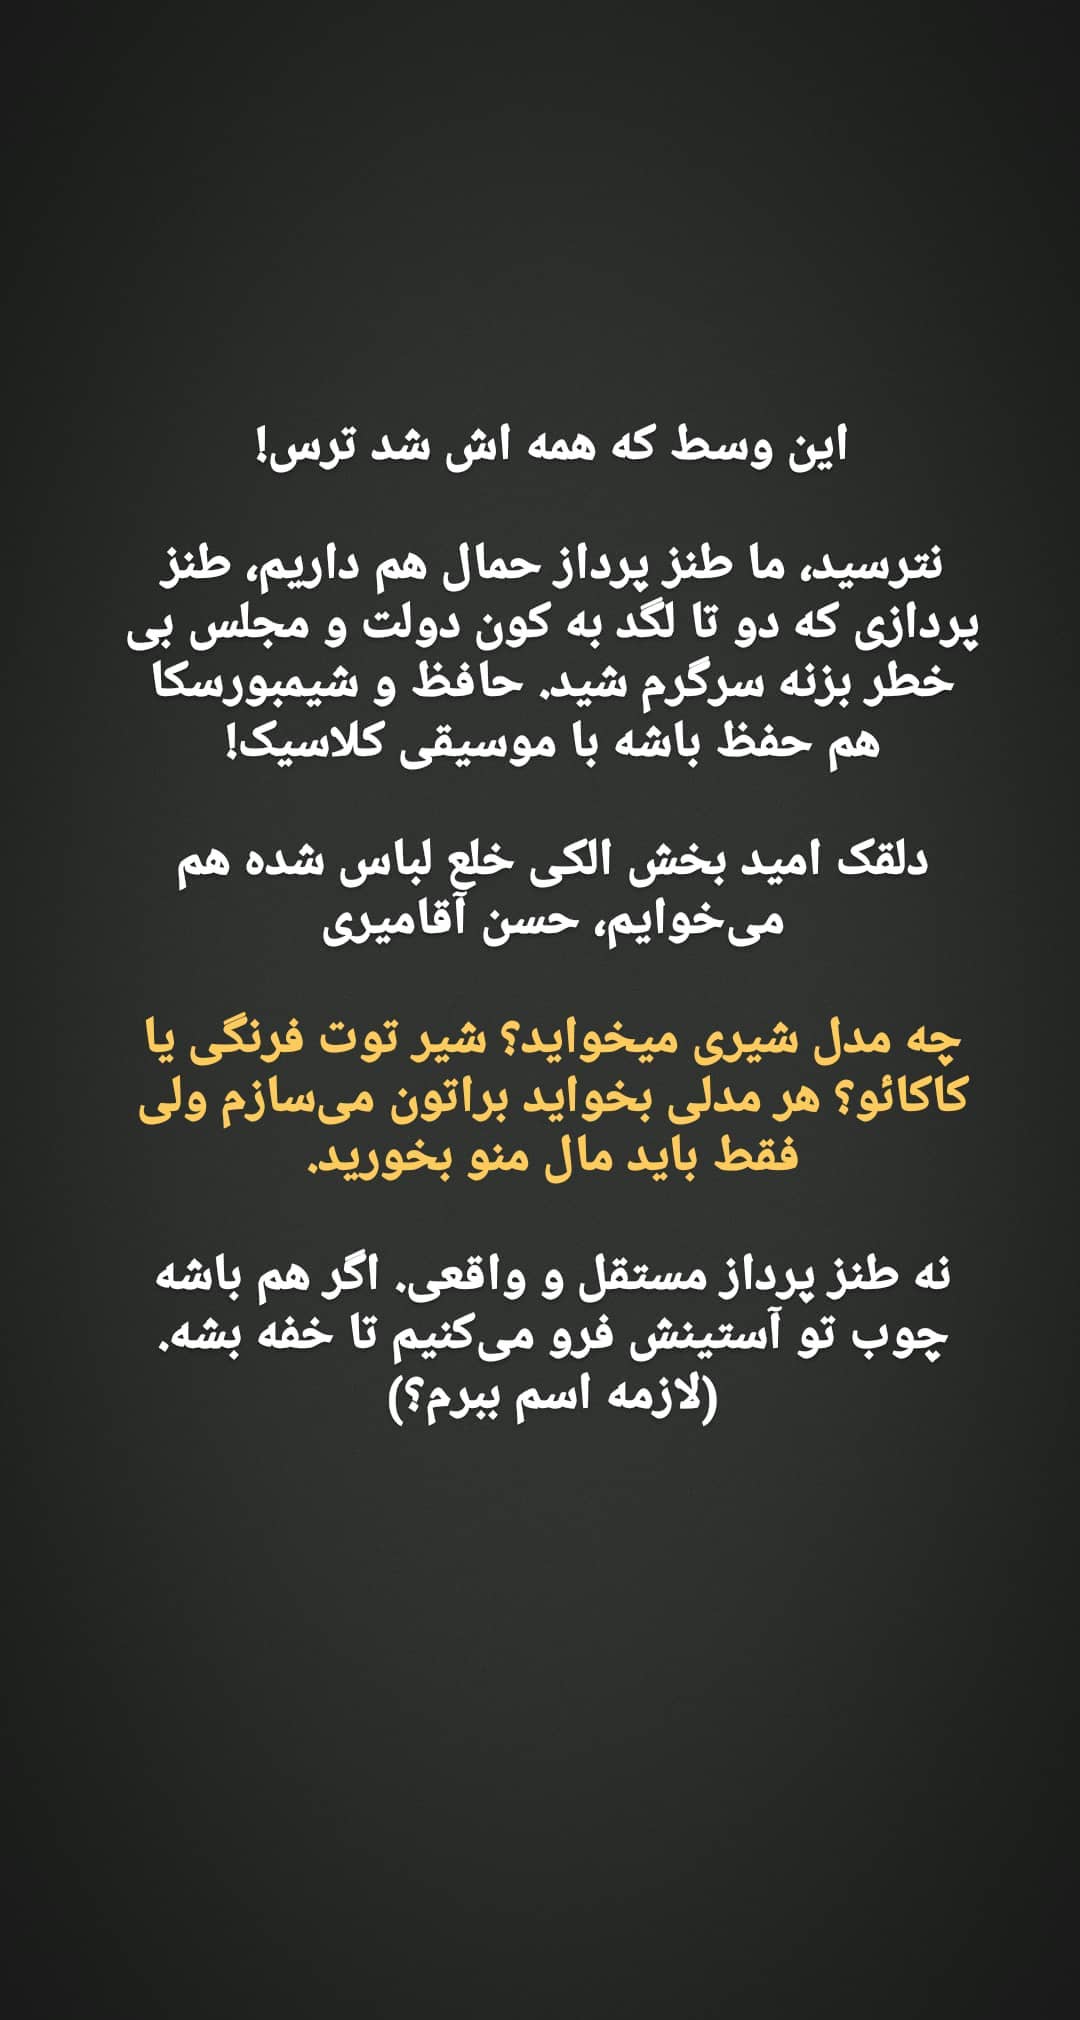 این وسط که همه اش شد ترس!
نترسید، ما طنز پرداز حمال هم داریم، طنز
پردازی که دو تا لگد به کون دولت و مجلس بی
خطر بزنه سرگرم شید. حافظ و شیمبورسکا
هم حفظ باشه با موسیقی کلاسیک!
دلقک امید بخش الکی خلع لباس شده هم
می‌خوایم، حسن آقامیری
چه مدل شیری میخواید؟ شیر توت فرنگی یا
کاکائو؟ هر مدلی بخواید براتون می‌سازم ولی
فقط باید مال منو بخورید.
نه طنز پرداز مستقل و واقعی. اگر هم باشه
چوب تو آستینش فرو می‌کنیم تا خفه بشه.
(لازمه اسم ببرم؟)